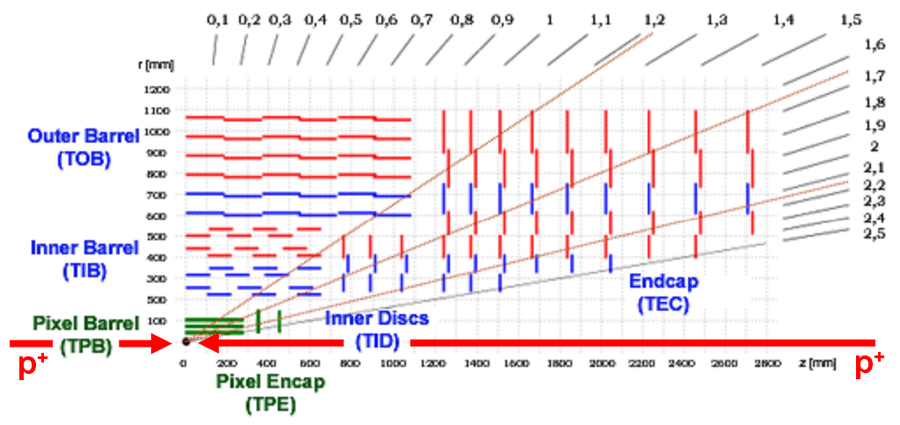 0,1 0,2 0,3 0,4 0,5 0,6 0,7 0,8 0,9 1 1,1 1,2 1,3 1,4 1,5
1,6
1,7
1,8
1,9
2
2,1
2,2
2,3
2,4
2,5
r [mm]
1200
1100
1000
900
800
700
600
500
400
300
500
100
Outer Barrel
(TOB)
Inner Barrel
(TIB)
Pixel Barrel
(TPB)
Inner Discs
(TID)
Endcap
(TEC)
p+
p+
0 200 400 600 800 1000 1200 1400 1600 1800 2000 2200 2400 2600 2800 z [mm]
Pixel Encap
(TPE)